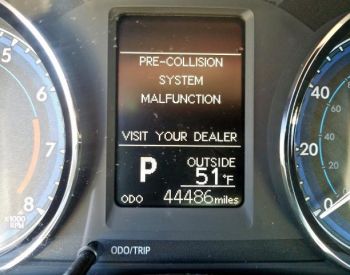 PRE-COLLISION
SYSTEM
MALFUNCTION
VISIT YOUR DEALER
P OUTSIDE
51°F
ODO 44486 miles
ODO/TRIP
5
6
7
8
x1000
RPM
40
20
0